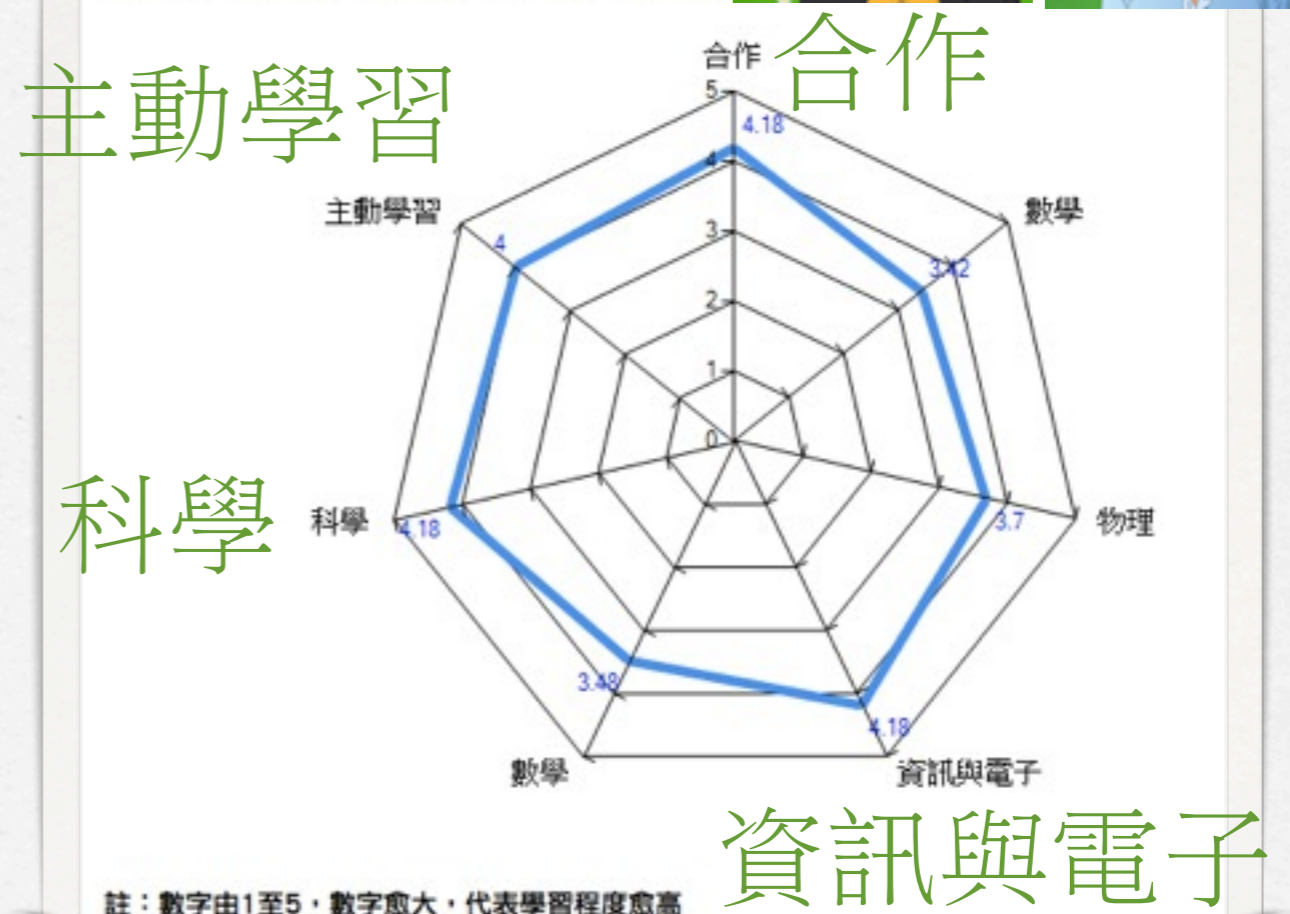 合作
合作
主動學習
5
4.18
4
主動學習
數學
4
3
3.42
2
1
0
科學
科學
4.18
3.7
物理
3.48
4.18
數學
資訊與電子
資訊與電子
註：數字由1至5，數字愈大，代表學習程度愈高